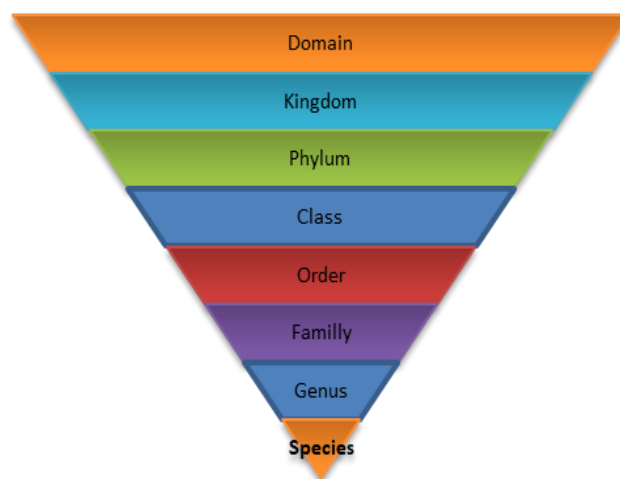 Domain
Kingdom
Phylum
Class
Order
Familly
Genus
Species